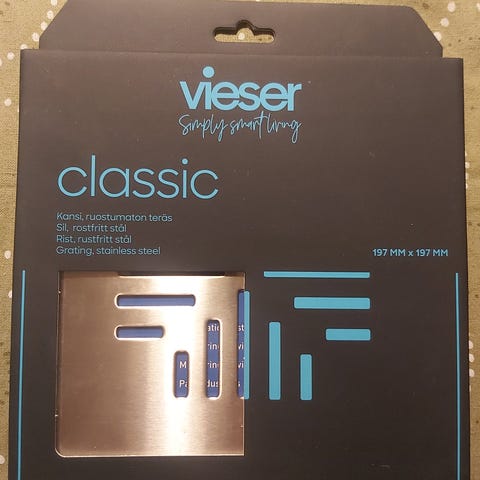 vieser
Simply smart living
classic
Kansi, ruostumaton teräs
Sil, rostfritt stål
Rist, rustfritt stål
Grating, stainless steel
197 MM x 197 MM